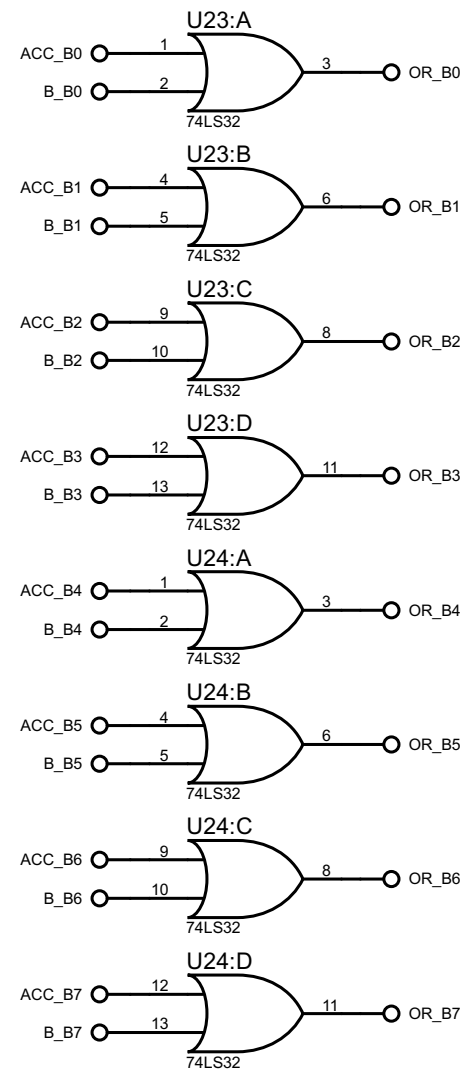 U23:A
ACC_B0 1
3 OR_B0
B_B0 2
74LS32
U23:B
ACC_B1 4
6 OR_B1
B_B1 5
74LS32
U23:C
ACC_B2 9
8 OR_B2
B_B2 10
74LS32
U23:D
ACC_B3 12
11 OR_B3
B_B3 13
74LS32
U24:A
ACC_B4 1
3 OR_B4
B_B4 2
74LS32
U24:B
ACC_B5 4
6 OR_B5
B_B5 5
74LS32
U24:C
ACC_B6 9
8 OR_B6
B_B6 10
74LS32
U24:D
ACC_B7 12
11 OR_B7
B_B7 13
74LS32